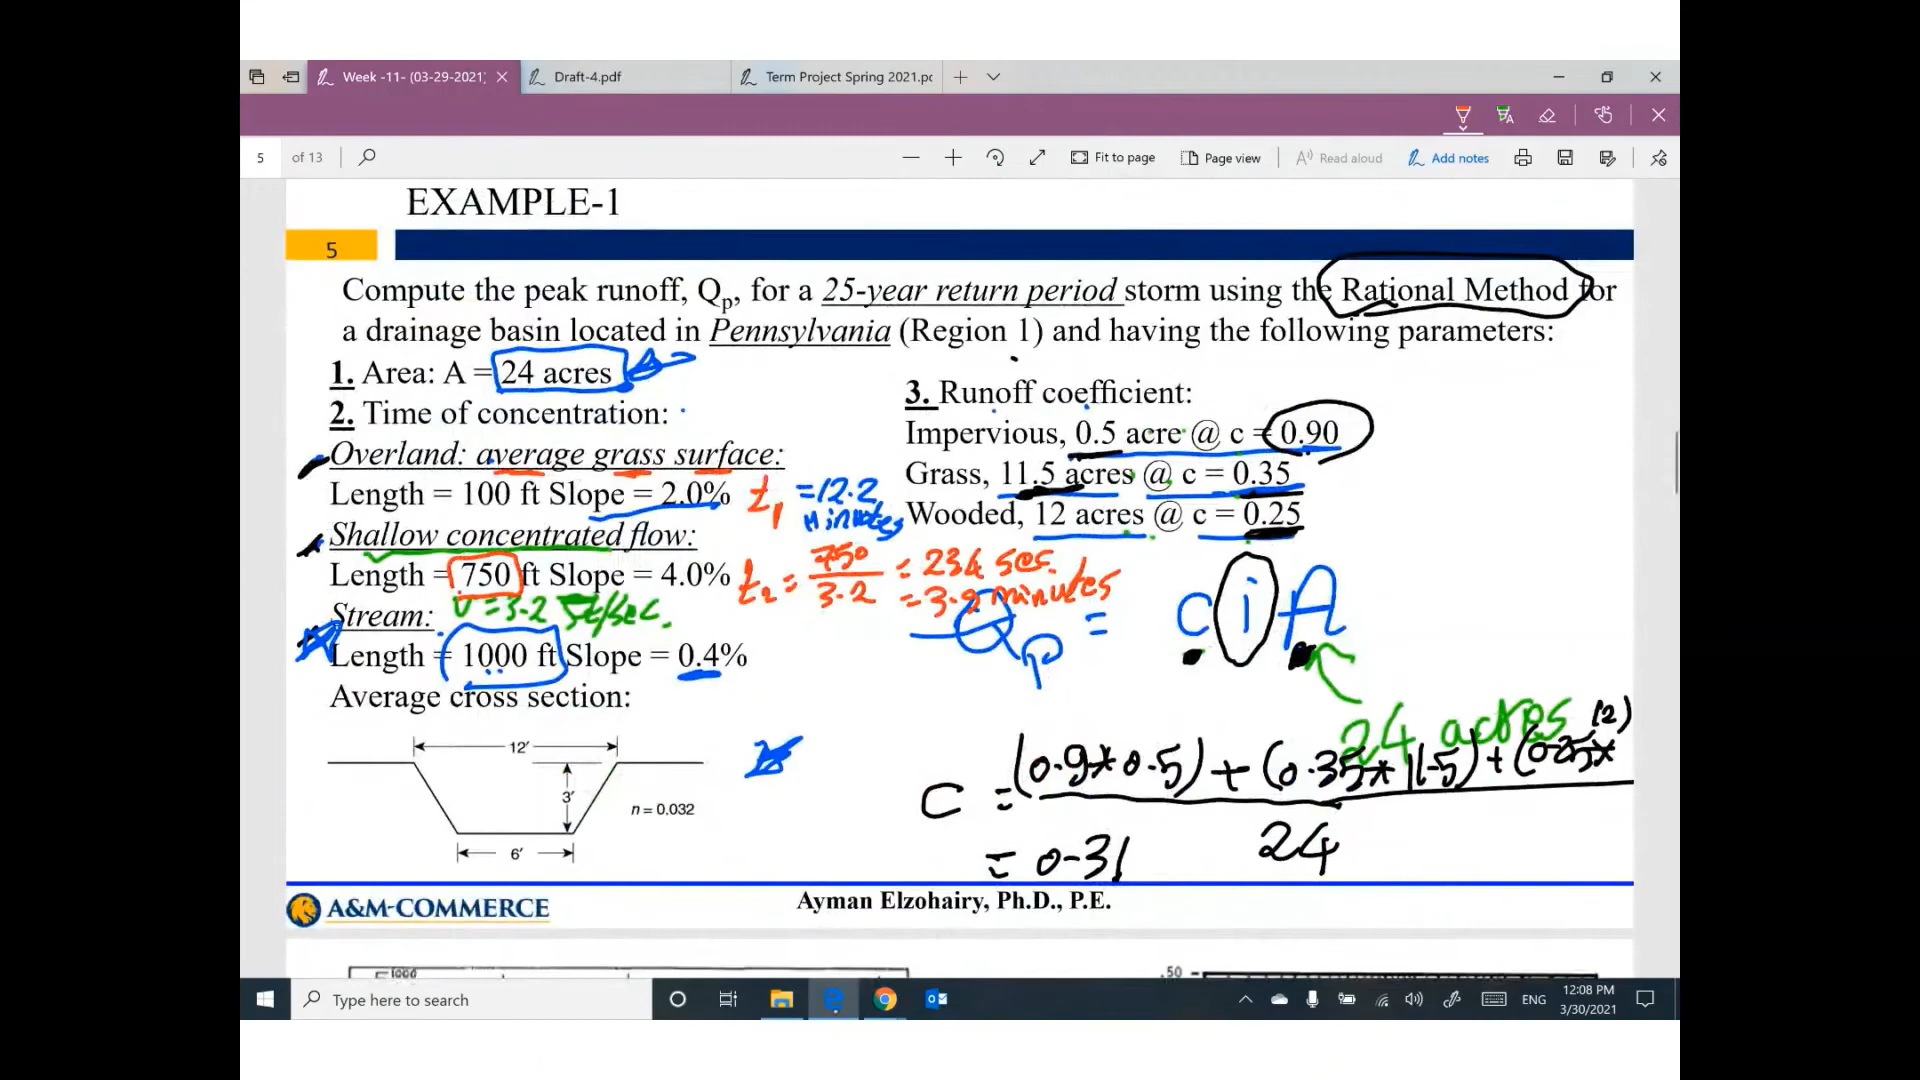 Week -11- (03-29-2021)
Draft-4.pdf
Term Project Spring 2021.pd
5 of 13
Fit to page
Page view
Read aloud
Add notes
EXAMPLE-1
5
Compute the peak runoff, Qp, for a 25-year return period storm using the Rational Method for
a drainage basin located in Pennsylvania (Region 1) and having the following parameters:
1. Area: A = 24 acres
2. Time of concentration:
Overland: average grass surface:
Length = 100 ft Slope = 2.0%
t1 = 12.2 minutes
Shallow concentrated flow:
Length = 750 ft Slope = 4.0%
t2 = 750 / 3.2 = 234 sec.
= 3.9 minutes
v = 3.2 ft/sec.
Stream:
Length = 1000 ft Slope = 0.4%
Average cross section:
12'
3'
n = 0.032
6'
3. Runoff coefficient:
Impervious, 0.5 acre @ c = 0.90
Grass, 11.5 acres @ c = 0.35
Wooded, 12 acres @ c = 0.25
Qp = c i A
24 acres
C = (0.9*0.5) + (0.35*11.5) + (0.25*12)
24
= 0.31
A&M-COMMERCE
Ayman Elzohairy, Ph.D., P.E.
1000
.50
Type here to search
ENG
12:08 PM
3/30/2021